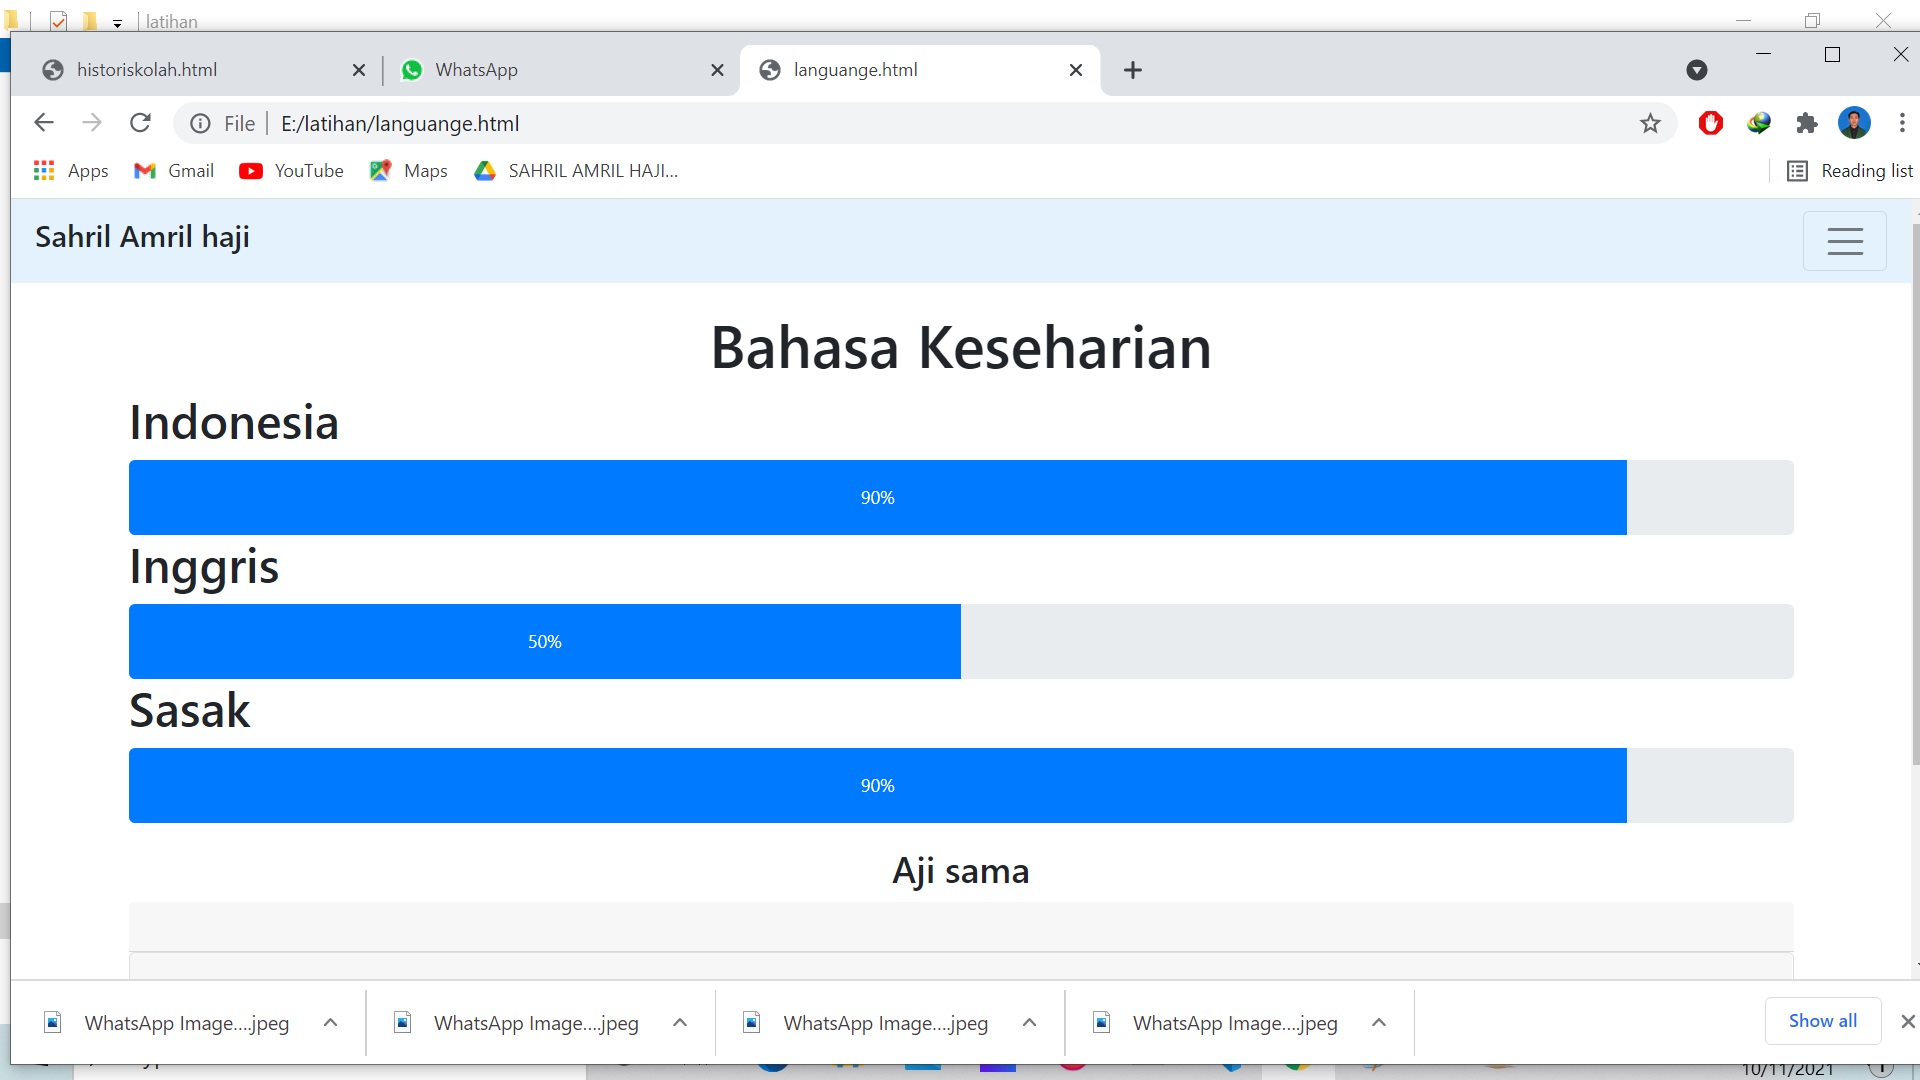 latihan
historiskolah.html
WhatsApp
languange.html
File
E:/latihan/languange.html
Apps
Gmail
YouTube
Maps
SAHRIL AMRIL HAJI...
Reading list
Sahril Amril haji
Bahasa Keseharian
Indonesia
90%
Inggris
50%
Sasak
90%
Aji sama
WhatsApp Image....jpeg
WhatsApp Image....jpeg
WhatsApp Image....jpeg
WhatsApp Image....jpeg
Show all
10/11/2021